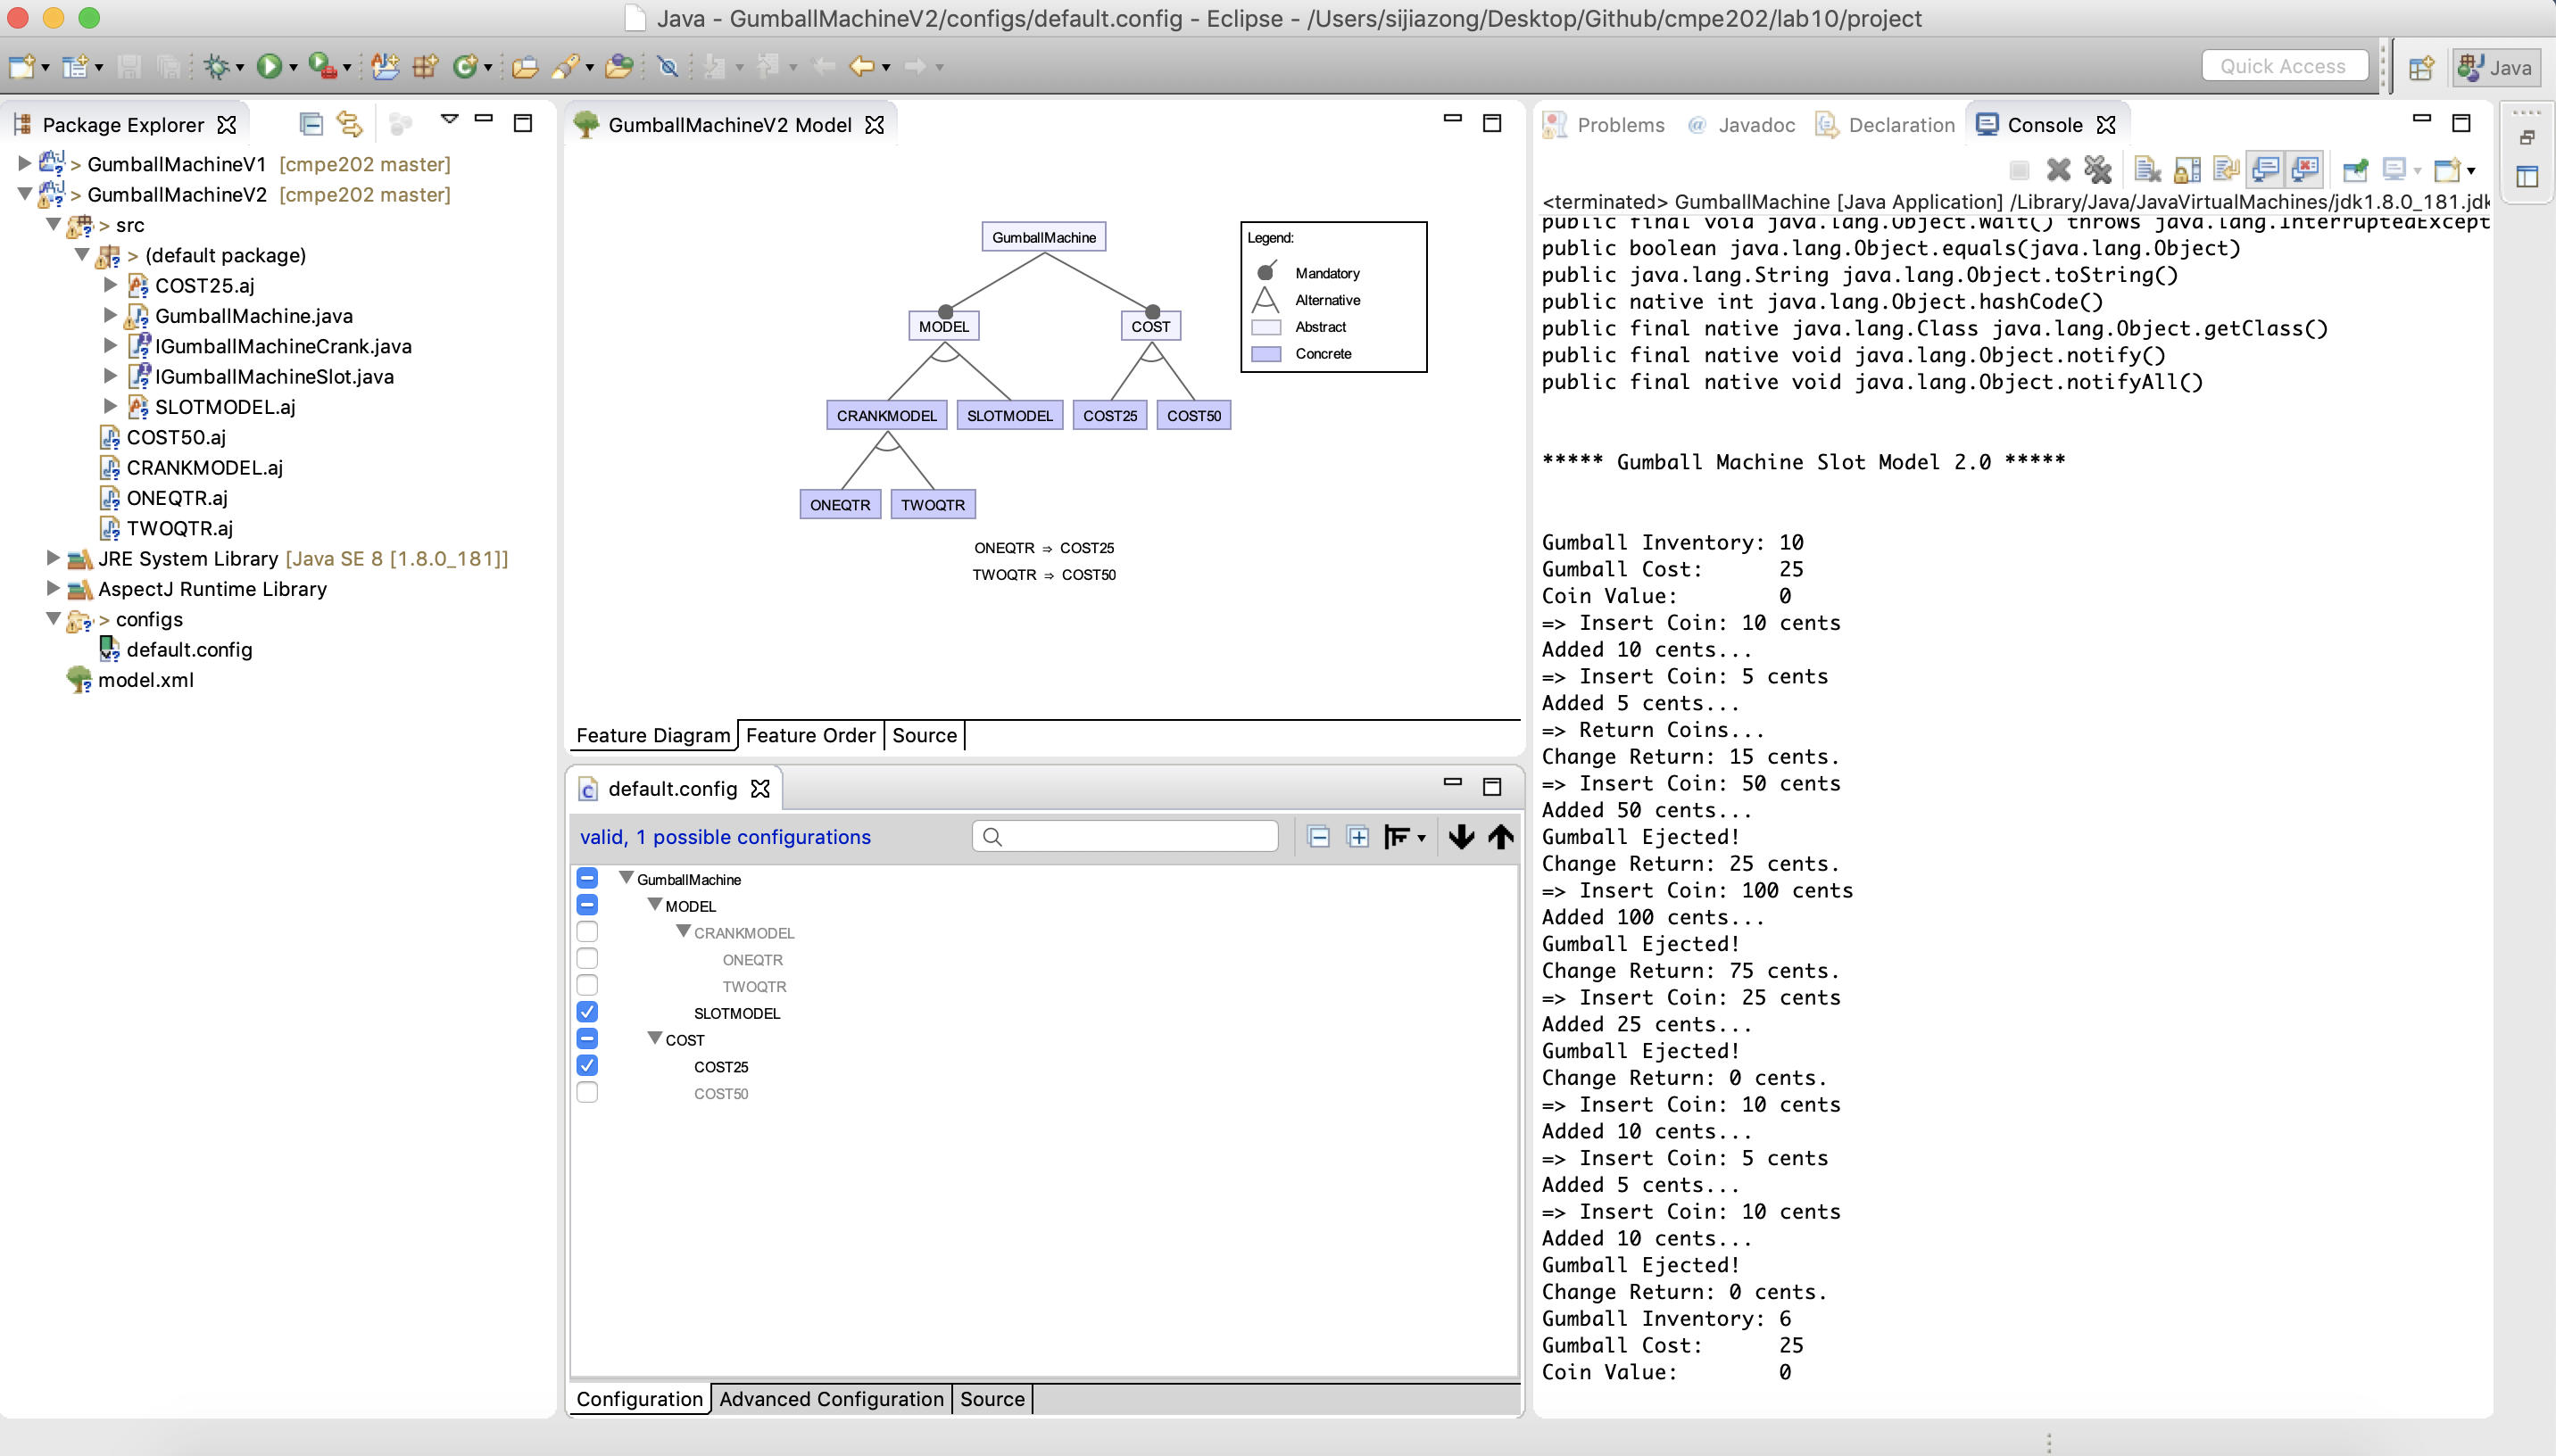 Java - GumballMachineV2/configs/default.config - Eclipse - /Users/sijiazong/Desktop/Github/cmpe202/lab10/project
Quick Access
Java
Package Explorer
> GumballMachineV1 [cmpe202 master]
> GumballMachineV2 [cmpe202 master]
> src
> (default package)
COST25.aj
GumballMachine.java
IGumballMachineCrank.java
IGumballMachineSlot.java
SLOTMODEL.aj
COST50.aj
CRANKMODEL.aj
ONEQTR.aj
TWOQTR.aj
JRE System Library [Java SE 8 [1.8.0_181]]
AspectJ Runtime Library
> configs
default.config
model.xml
GumballMachineV2 Model
GumballMachine
MODEL
COST
CRANKMODEL
SLOTMODEL
COST25
COST50
ONEQTR
TWOQTR
ONEQTR ⇒ COST25
TWOQTR ⇒ COST50
Legend:
Mandatory
Alternative
Abstract
Concrete
Feature Diagram
Feature Order
Source
default.config
valid, 1 possible configurations
GumballMachine
MODEL
CRANKMODEL
ONEQTR
TWOQTR
SLOTMODEL
COST
COST25
COST50
Configuration
Advanced Configuration
Source
Problems
@ Javadoc
Declaration
Console
<terminated> GumballMachine [Java Application] /Library/Java/JavaVirtualMachines/jdk1.8.0_181.jdk
public final void java.lang.Object.wait() throws java.lang.InterruptedExcept
public boolean java.lang.Object.equals(java.lang.Object)
public java.lang.String java.lang.Object.toString()
public native int java.lang.Object.hashCode()
public final native java.lang.Class java.lang.Object.getClass()
public final native void java.lang.Object.notify()
public final native void java.lang.Object.notifyAll()
***** Gumball Machine Slot Model 2.0 *****
Gumball Inventory: 10
Gumball Cost: 25
Coin Value: 0
=> Insert Coin: 10 cents
Added 10 cents...
=> Insert Coin: 5 cents
Added 5 cents...
=> Return Coins...
Change Return: 15 cents.
=> Insert Coin: 50 cents
Added 50 cents...
Gumball Ejected!
Change Return: 25 cents.
=> Insert Coin: 100 cents
Added 100 cents...
Gumball Ejected!
Change Return: 75 cents.
=> Insert Coin: 25 cents
Added 25 cents...
Gumball Ejected!
Change Return: 0 cents.
=> Insert Coin: 10 cents
Added 10 cents...
=> Insert Coin: 5 cents
Added 5 cents...
=> Insert Coin: 10 cents
Added 10 cents...
Gumball Ejected!
Change Return: 0 cents.
Gumball Inventory: 6
Gumball Cost: 25
Coin Value: 0